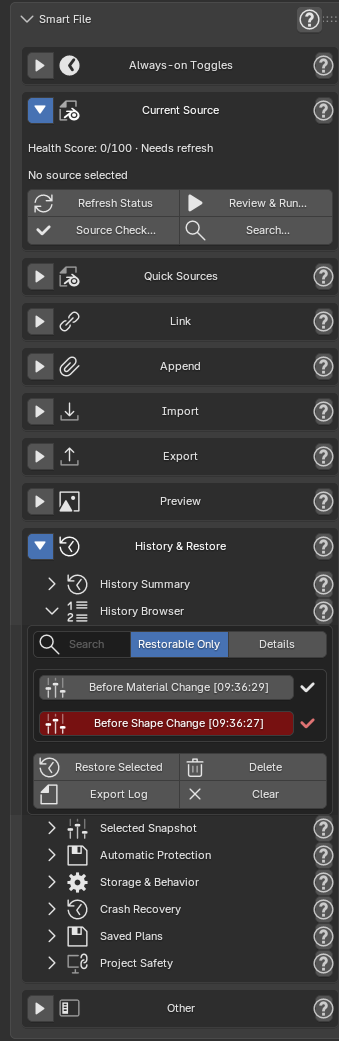 Smart File
Always-on Toggles
Current Source
Health Score: 0/100 · Needs refresh
No source selected
Refresh Status
Review & Run...
Source Check...
Search...
Quick Sources
Link
Append
Import
Export
Preview
History & Restore
History Summary
History Browser
Search
Restorable Only
Details
Before Material Change [09:36:29]
Before Shape Change [09:36:27]
Restore Selected
Delete
Export Log
Clear
Selected Snapshot
Automatic Protection
Storage & Behavior
Crash Recovery
Saved Plans
Project Safety
Other